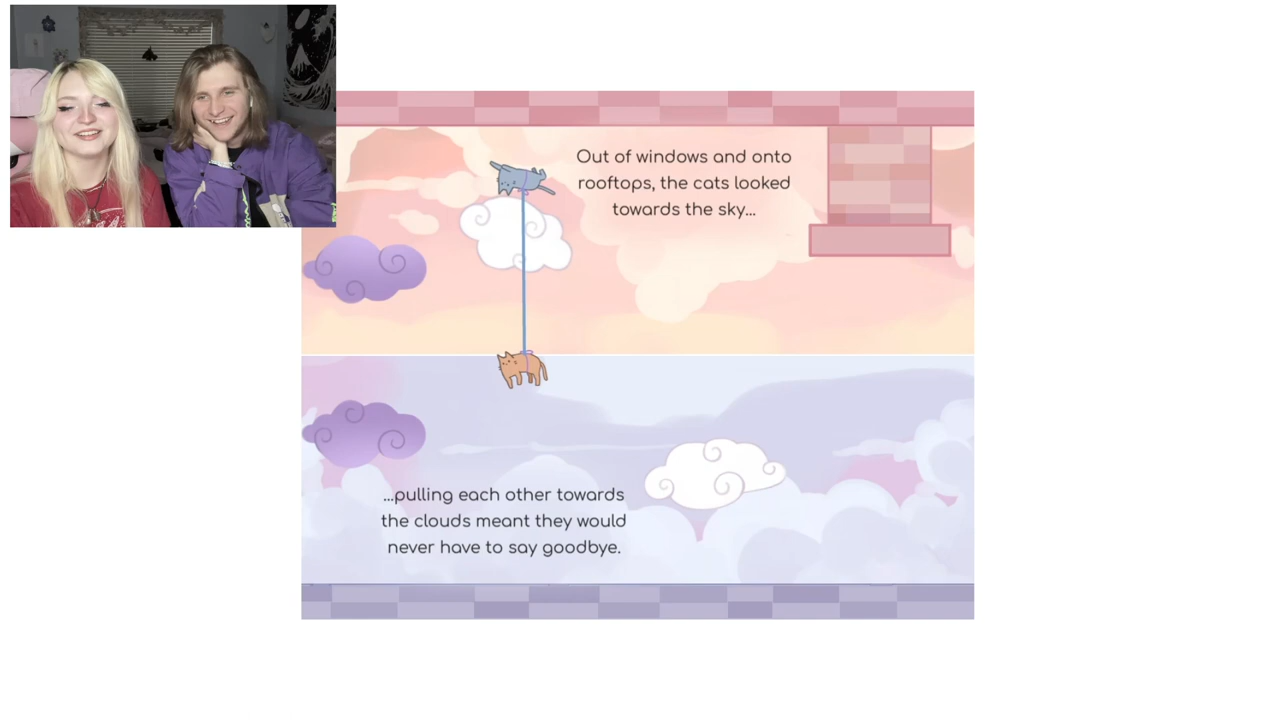 Out of windows and onto
rooftops, the cats looked
towards the sky...
...pulling each other towards
the clouds meant they would
never have to say goodbye.